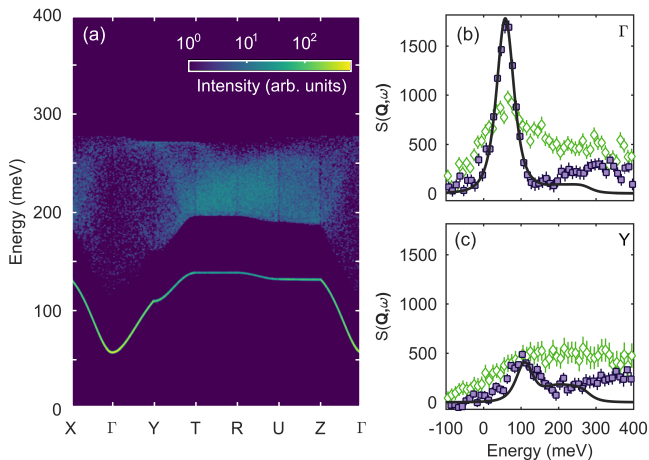 (a)
10⁰ 10¹ 10²
Intensity (arb. units)
400
300
200
100
0
Energy (meV)
X Γ Y T R U Z Γ
(b) Γ
1500
1000
500
0
S(Q,ω)
(c) Y
1500
1000
500
0
S(Q,ω)
-100 0 100 200 300 400
Energy (meV)